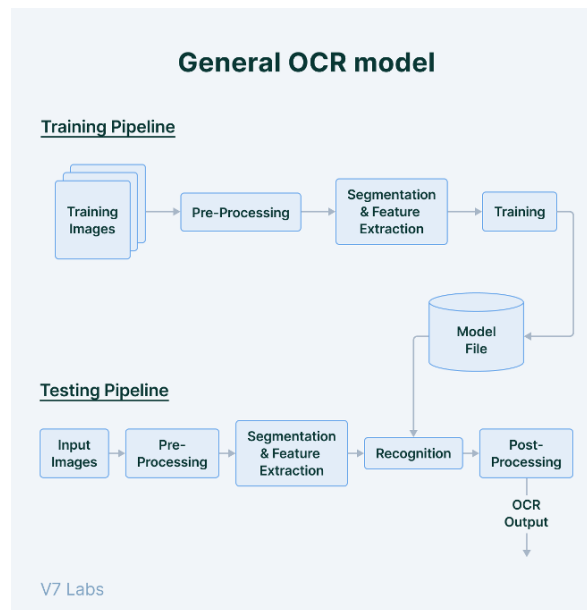 General OCR model
Training Pipeline
Training
Images
Pre-Processing
Segmentation
& Feature
Extraction
Training
Model
File
Testing Pipeline
Input
Images
Pre-
Processing
Segmentation
& Feature
Extraction
Recognition
Post-
Processing
OCR
Output
V7 Labs